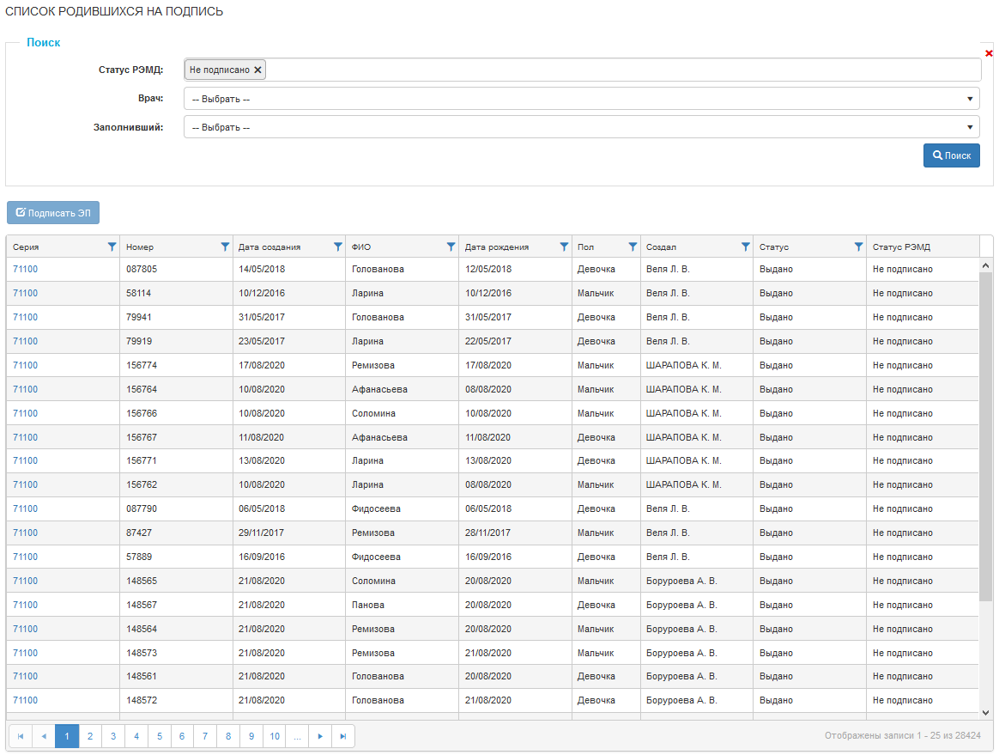 СПИСОК РОДИВШИХСЯ НА ПОДПИСЬ
Поиск
Статус РЭМД: Не подписано
Врач: -- Выбрать --
Заполнивший: -- Выбрать --
Поиск
Подписать ЭП
Серия Номер Дата создания ФИО Дата рождения Пол Создал Статус Статус РЭМД
71100 087805 14/05/2018 Голованова 12/05/2018 Девочка Веля Л. В. Выдано Не подписано
71100 58114 10/12/2016 Ларина 10/12/2016 Мальчик Веля Л. В. Выдано Не подписано
71100 79941 31/05/2017 Голованова 31/05/2017 Девочка Веля Л. В. Выдано Не подписано
71100 79919 23/05/2017 Ларина 22/05/2017 Девочка Веля Л. В. Выдано Не подписано
71100 156774 17/08/2020 Ремизова 17/08/2020 Мальчик ШАРАПОВА К. М. Выдано Не подписано
71100 156764 10/08/2020 Афанасьева 08/08/2020 Мальчик ШАРАПОВА К. М. Выдано Не подписано
71100 156766 10/08/2020 Соломина 10/08/2020 Мальчик ШАРАПОВА К. М. Выдано Не подписано
71100 156767 11/08/2020 Афанасьева 11/08/2020 Девочка ШАРАПОВА К. М. Выдано Не подписано
71100 156771 13/08/2020 Ларина 13/08/2020 Девочка ШАРАПОВА К. М. Выдано Не подписано
71100 156762 10/08/2020 Ларина 08/08/2020 Мальчик ШАРАПОВА К. М. Выдано Не подписано
71100 087790 06/05/2018 Фидосеева 06/05/2018 Девочка Веля Л. В. Выдано Не подписано
71100 87427 29/11/2017 Ремизова 28/11/2017 Мальчик Веля Л. В. Выдано Не подписано
71100 57889 16/09/2016 Фидосеева 16/09/2016 Девочка Веля Л. В. Выдано Не подписано
71100 148565 21/08/2020 Соломина 20/08/2020 Мальчик Боруроева А. В. Выдано Не подписано
71100 148567 21/08/2020 Панова 20/08/2020 Девочка Боруроева А. В. Выдано Не подписано
71100 148564 21/08/2020 Ремизова 20/08/2020 Мальчик Боруроева А. В. Выдано Не подписано
71100 148573 21/08/2020 Ремизова 21/08/2020 Мальчик Боруроева А. В. Выдано Не подписано
71100 148561 21/08/2020 Голованова 20/08/2020 Девочка Боруроева А. В. Выдано Не подписано
71100 148572 21/08/2020 Голованова 21/08/2020 Девочка Боруроева А. В. Выдано Не подписано
1 2 3 4 5 6 7 8 9 10 ... Отображены записи 1 - 25 из 28424